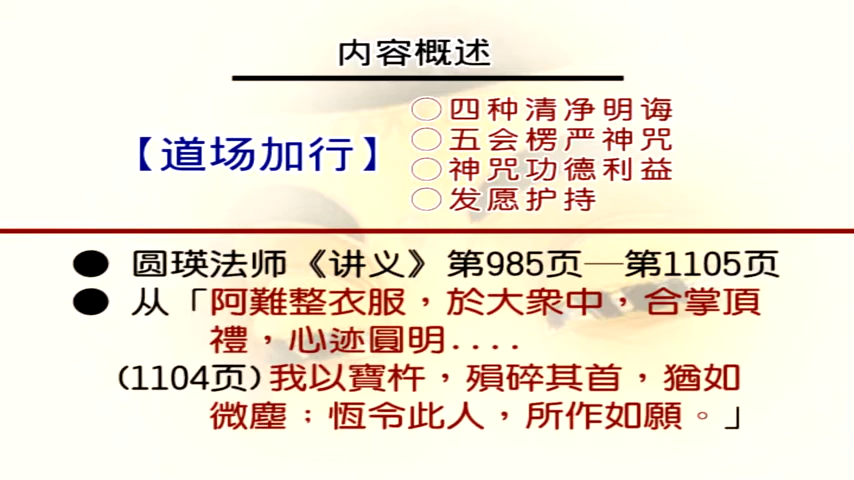 内容概述
【道场加行】
○四种清净明诲
○五会楞严神咒
○神咒功德利益
○发愿护持
● 圆瑛法师《讲义》第985页—第1105页
● 从「阿難整衣服，於大衆中，合掌頂
禮，心迹圓明....
(1104页)我以寶杵，殞碎其首，猶如
微塵；恆令此人，所作如願。」